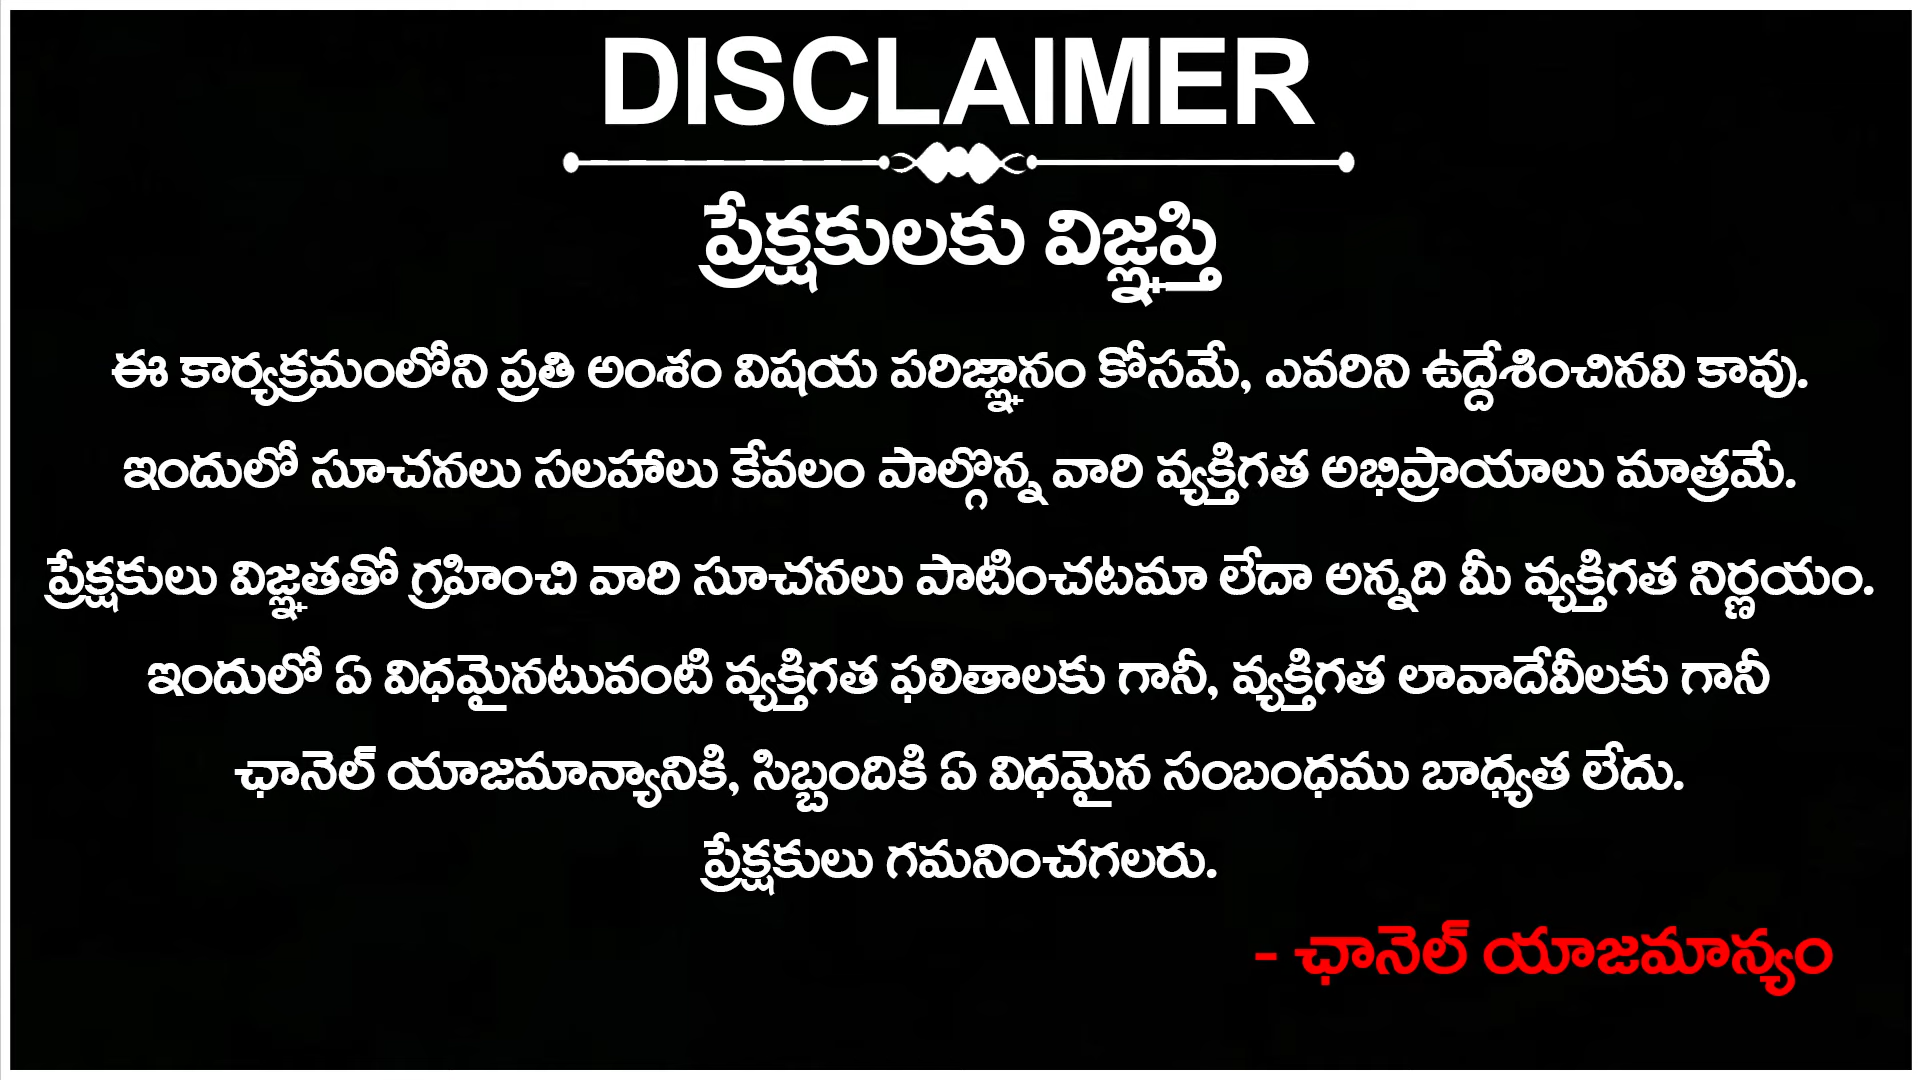 DISCLAIMER
ప్రేక్షకులకు విజ్ఞప్తి
ఈ కార్యక్రమంలోని ప్రతి అంశం విషయ పరిజ్ఞానం కోసమే, ఎవరిని ఉద్దేశించినవి కావు.
ఇందులో సూచనలు సలహాలు కేవలం పాల్గొన్న వారి వ్యక్తిగత అభిప్రాయాలు మాత్రమే.
ప్రేక్షకులు విజ్ఞతతో గ్రహించి వారి సూచనలు పాటించటమా లేదా అన్నది మీ వ్యక్తిగత నిర్ణయం.
ఇందులో ఏ విధమైనటువంటి వ్యక్తిగత ఫలితాలకు గానీ, వ్యక్తిగత లావాదేవీలకు గానీ
ఛానెల్ యాజమాన్యానికి, సిబ్బందికి ఏ విధమైన సంబంధము బాధ్యత లేదు.
ప్రేక్షకులు గమనించగలరు.
- ఛానెల్ యాజమాన్యం